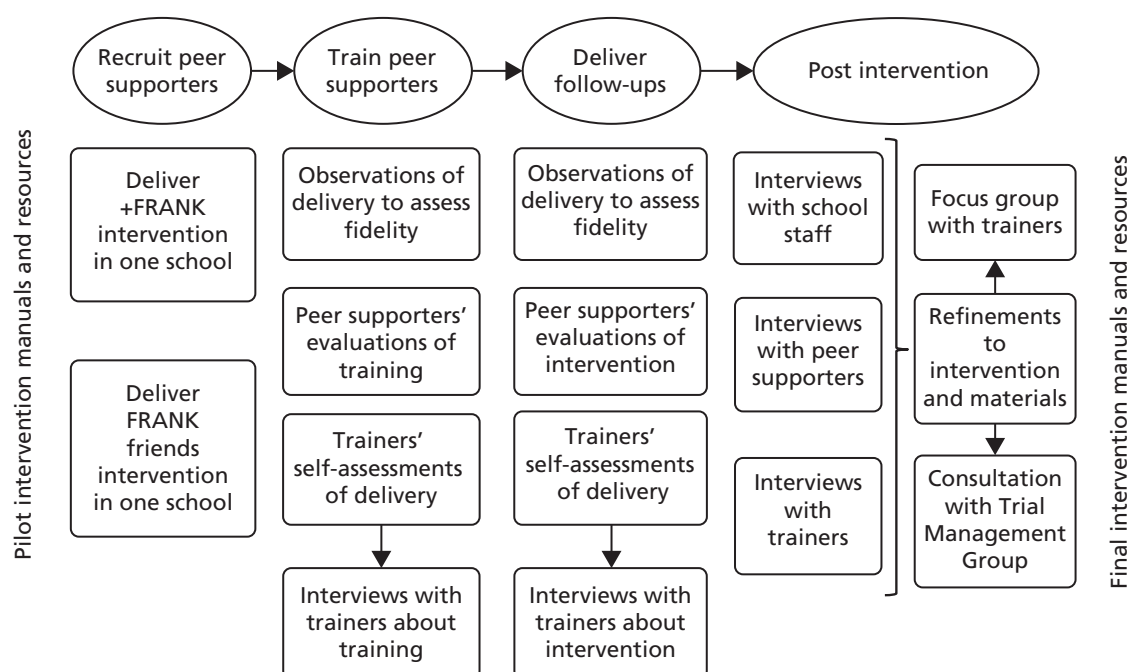 Recruit peer
supporters
Train peer
supporters
Deliver
follow-ups
Post intervention
Pilot intervention manuals and resources
Deliver
+FRANK
intervention
in one school
Deliver
FRANK
friends
intervention
in one school
Observations of
delivery to assess
fidelity
Peer supporters’
evaluations of
training
Trainers’
self-assessments
of delivery
Interviews with
trainers about
training
Observations of
delivery to assess
fidelity
Peer supporters’
evaluations of
intervention
Trainers’
self-assessments
of delivery
Interviews with
trainers about
intervention
Interviews
with school
staff
Interviews
with peer
supporters
Interviews
with
trainers
Focus group
with trainers
Refinements
to
intervention
and materials
Consultation
with Trial
Management
Group
Final intervention manuals and resources